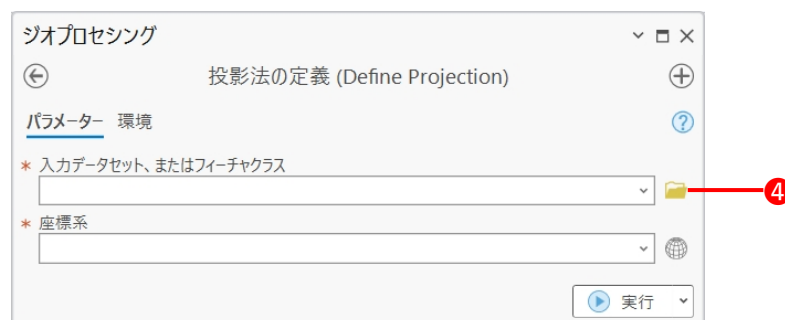 ジオプロセシング
投影法の定義 (Define Projection)
パラメーター 環境
* 入力データセット、またはフィーチャクラス
4
* 座標系
実行